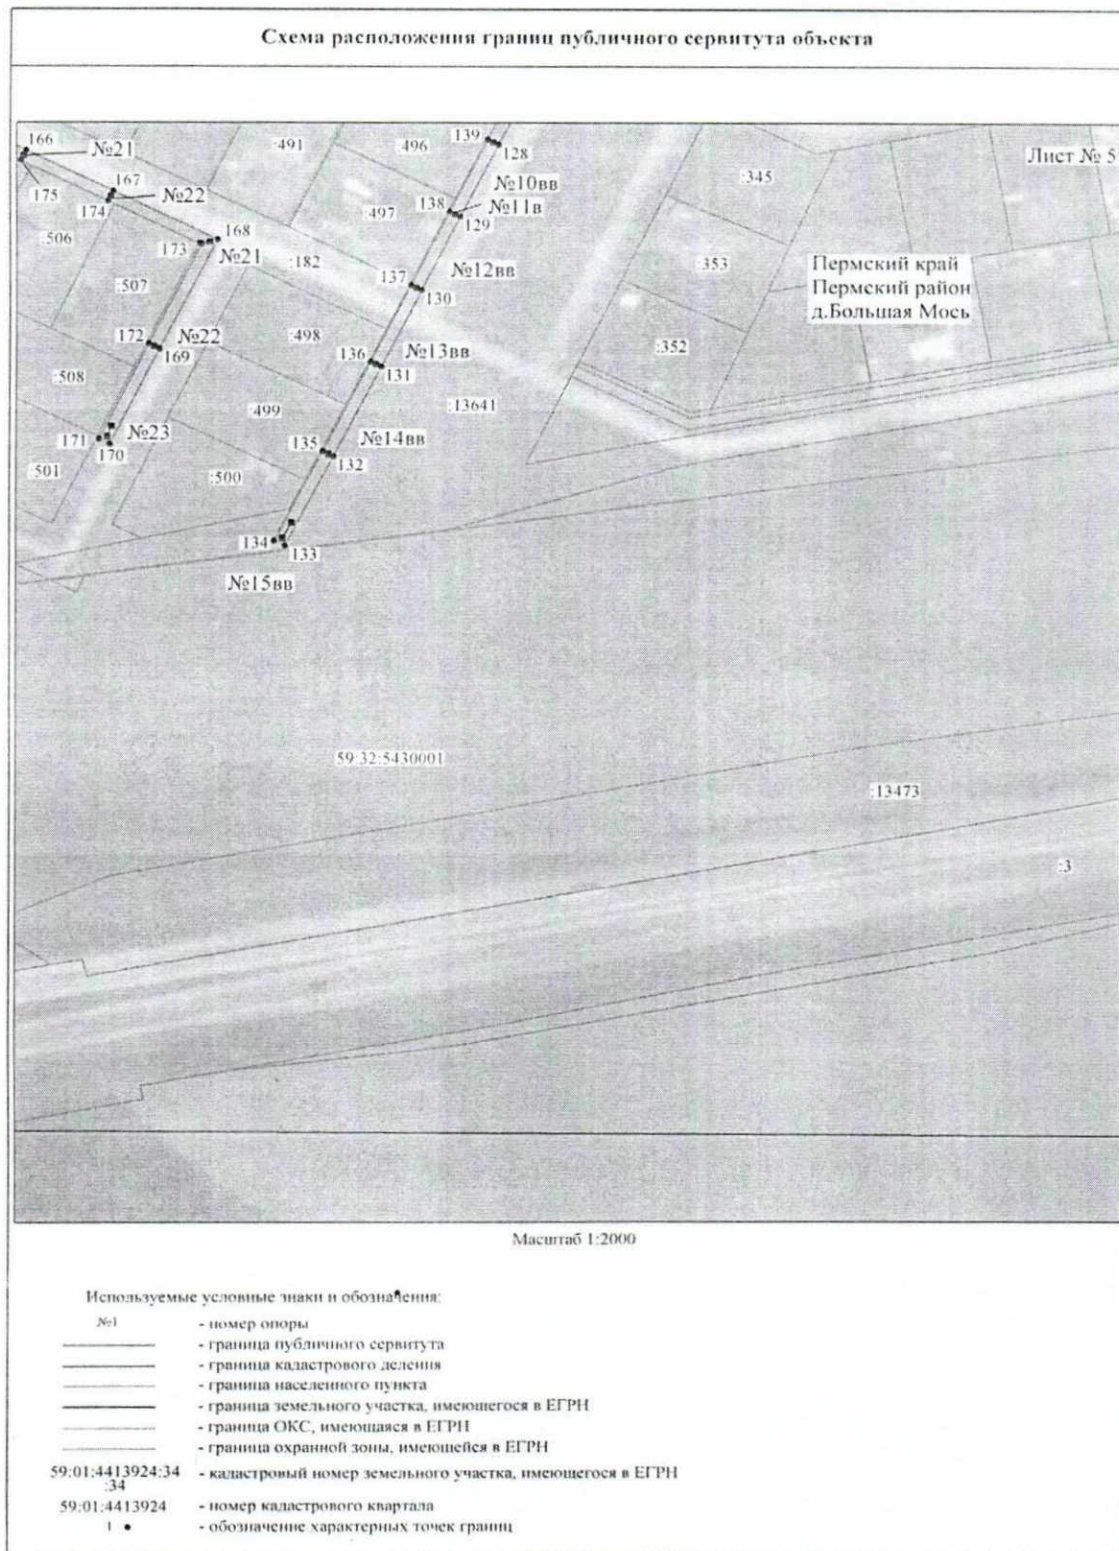 Схема расположения границ публичного сервитута объекта
Лист № 5
166
№21
175
167
№22
174
:506
173
168
№21
:507
172
№22
169
:508
171
№23
170
:501
:491
:496
139
128
№10вв
138
№11в
129
:497
:182
137
№12вв
130
:498
136
№13вв
131
:499
:13641
135
№14вв
132
:500
134
133
№15вв
:345
:353
:352
Пермский край
Пермский район
д.Большая Мось
59:32:5430001
:13473
:3
Масштаб 1:2000
Используемые условные знаки и обозначения:
№1 - номер опоры
- граница публичного сервитута
- граница кадастрового деления
- граница населенного пункта
- граница земельного участка, имеющегося в ЕГРН
- граница ОКС, имеющаяся в ЕГРН
- граница охранной зоны, имеющейся в ЕГРН
59:01:4413924:34 - кадастровый номер земельного участка, имеющегося в ЕГРН
:34
59:01:4413924 - номер кадастрового квартала
1 - обозначение характерных точек границ